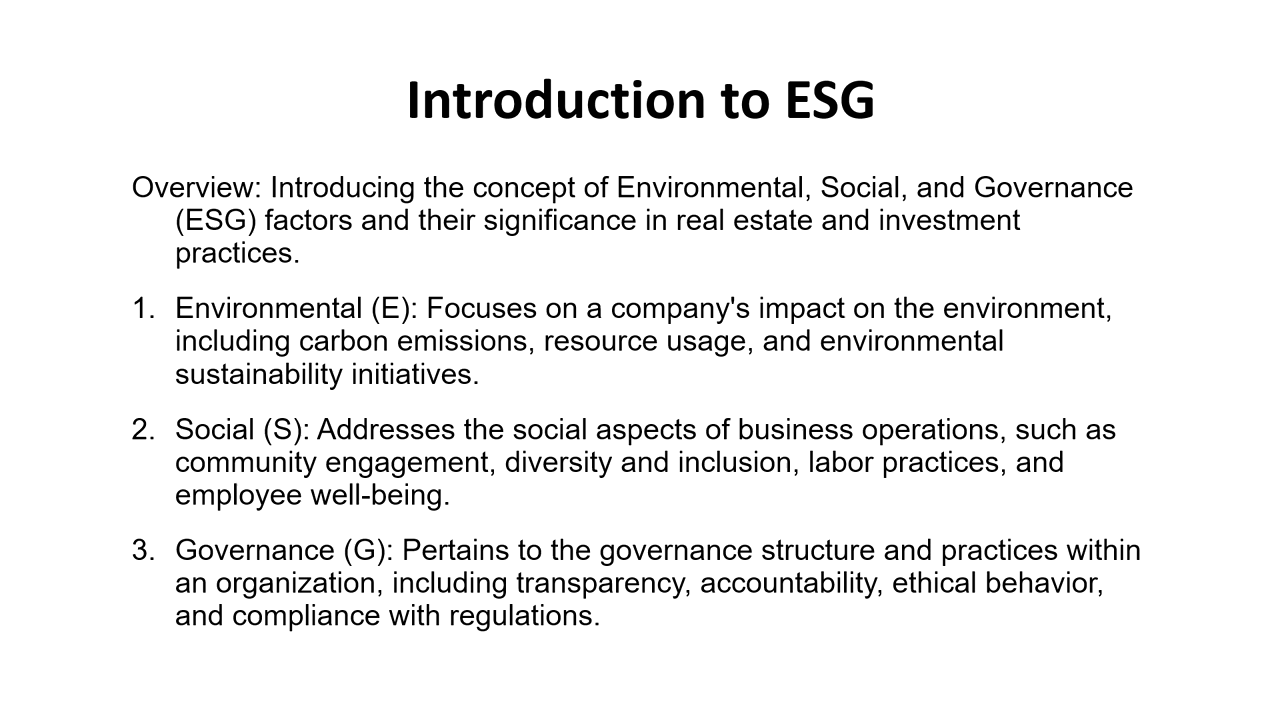 Introduction to ESG
Overview: Introducing the concept of Environmental, Social, and Governance
(ESG) factors and their significance in real estate and investment
practices.
1. Environmental (E): Focuses on a company's impact on the environment,
including carbon emissions, resource usage, and environmental
sustainability initiatives.
2. Social (S): Addresses the social aspects of business operations, such as
community engagement, diversity and inclusion, labor practices, and
employee well-being.
3. Governance (G): Pertains to the governance structure and practices within
an organization, including transparency, accountability, ethical behavior,
and compliance with regulations.